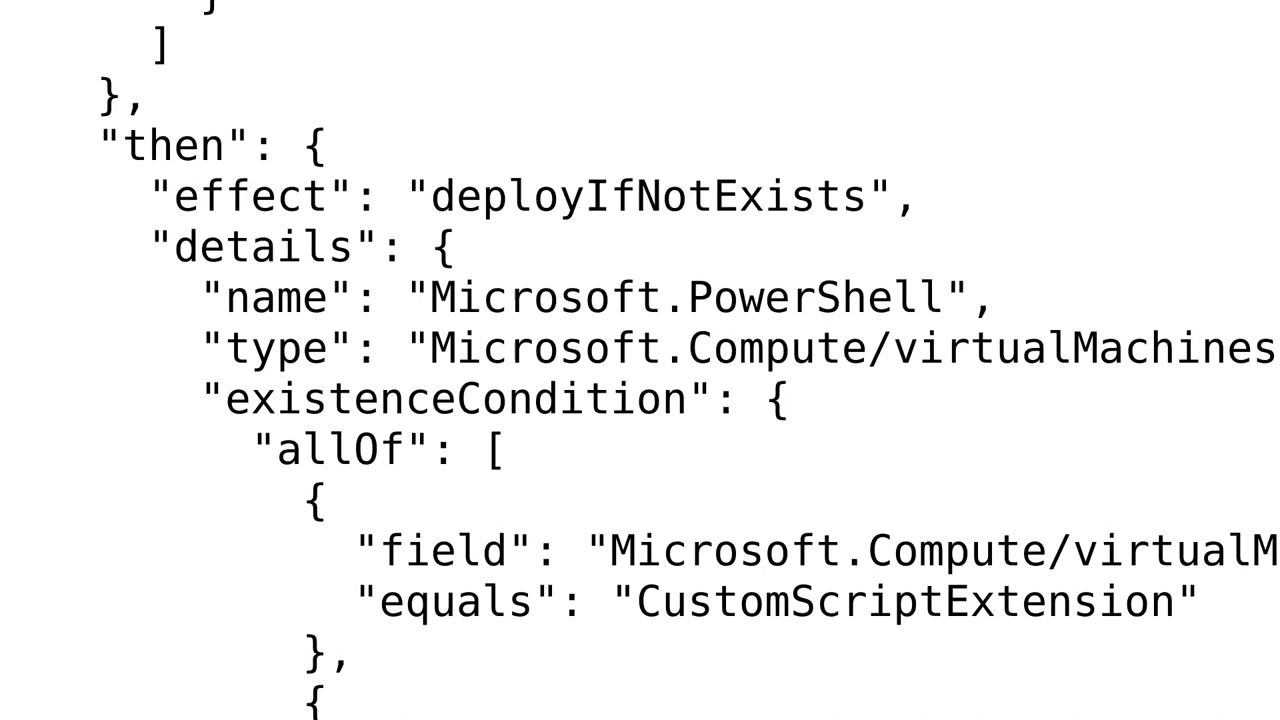 }
]
},
"then": {
"effect": "deployIfNotExists",
"details": {
"name": "Microsoft.PowerShell",
"type": "Microsoft.Compute/virtualMachines
"existenceCondition": {
"allOf": [
{
"field": "Microsoft.Compute/virtualM
"equals": "CustomScriptExtension"
},
{